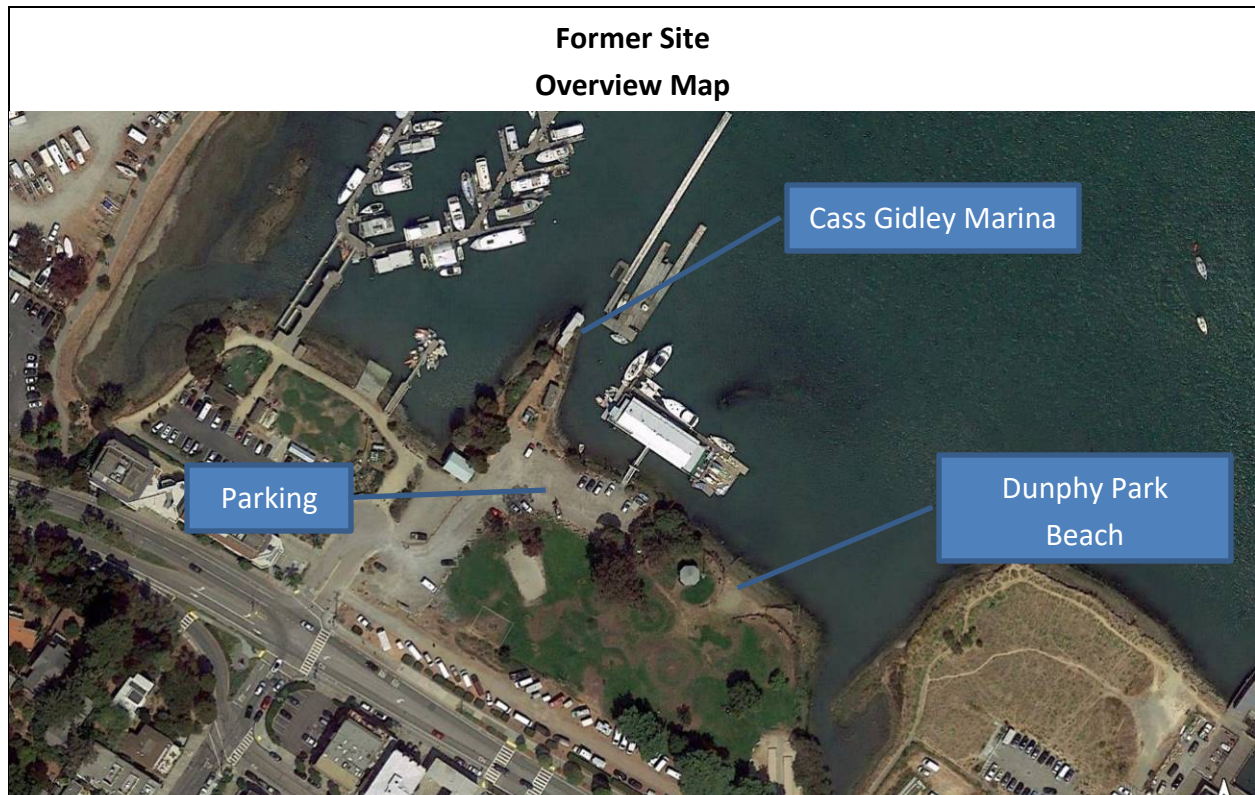 Former Site
Overview Map
Cass Gidley Marina
Parking
Dunphy Park
Beach